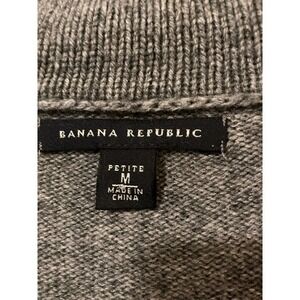 BANANA REPUBLIC
PETITE
M
MADE IN
CHINA